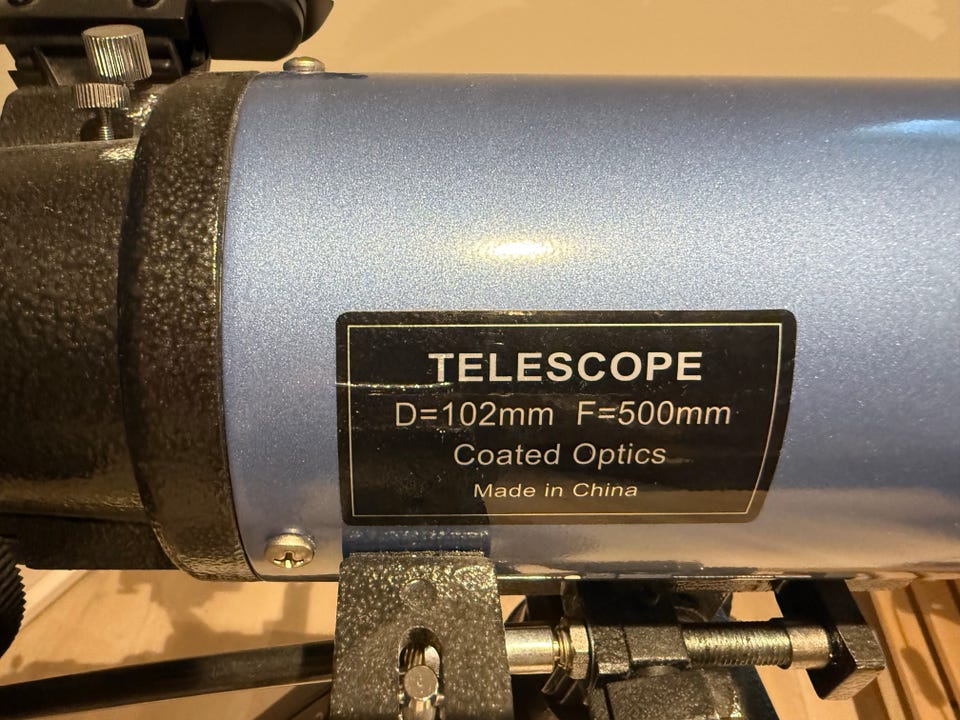 TELESCOPE
D=102mm F=500mm
Coated Optics
Made in China